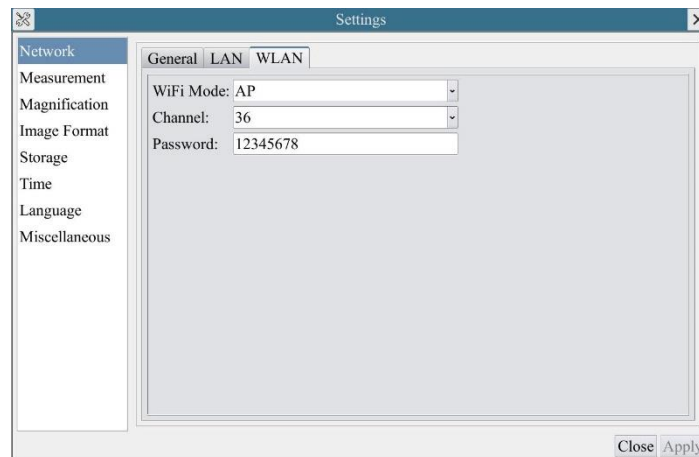 Settings
Network
Measurement
Magnification
Image Format
Storage
Time
Language
Miscellaneous
General LAN WLAN
WiFi Mode: AP
Channel: 36
Password: 12345678
Close Apply